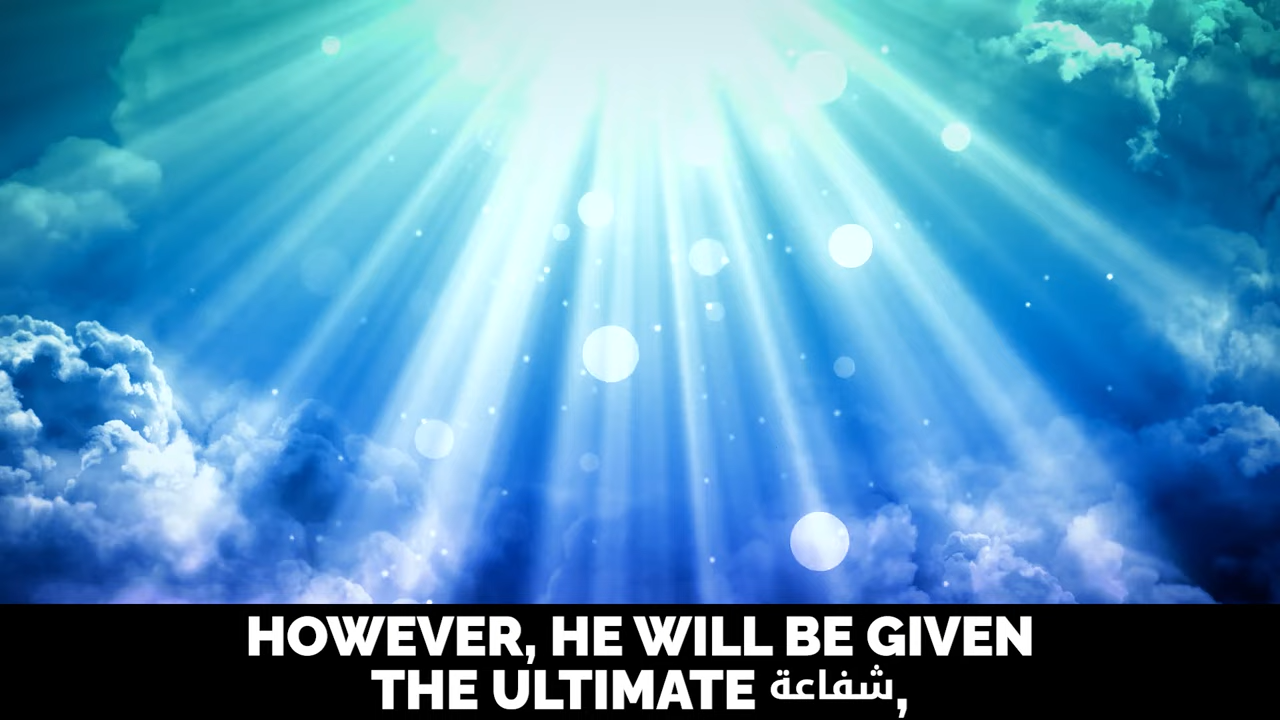 HOWEVER, HE WILL BE GIVEN
THE ULTIMATE شفاعة,